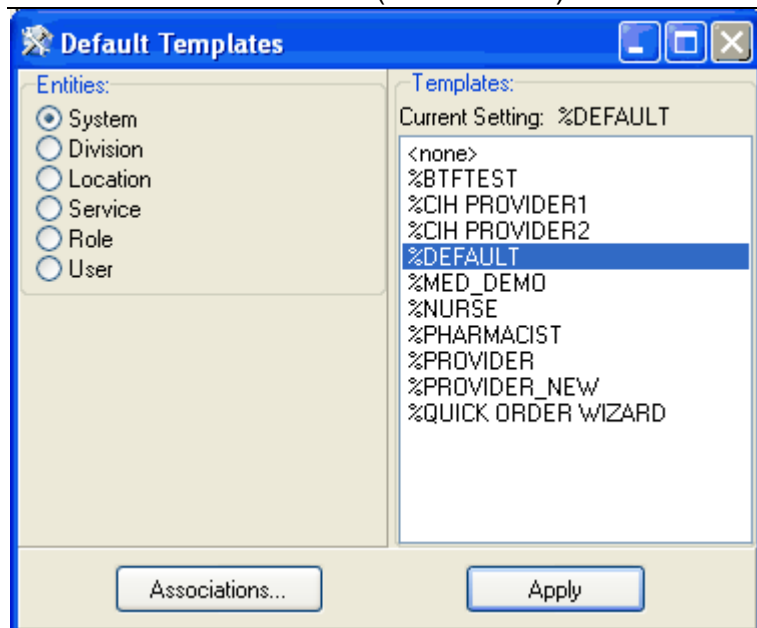 Default Templates
Entities:
System
Division
Location
Service
Role
User
Templates:
Current Setting: %DEFAULT
<none>
%BTFTEST
%CIH PROVIDER1
%CIH PROVIDER2
%DEFAULT
%MED_DEMO
%NURSE
%PHARMACIST
%PROVIDER
%PROVIDER_NEW
%QUICK ORDER WIZARD
Associations...
Apply